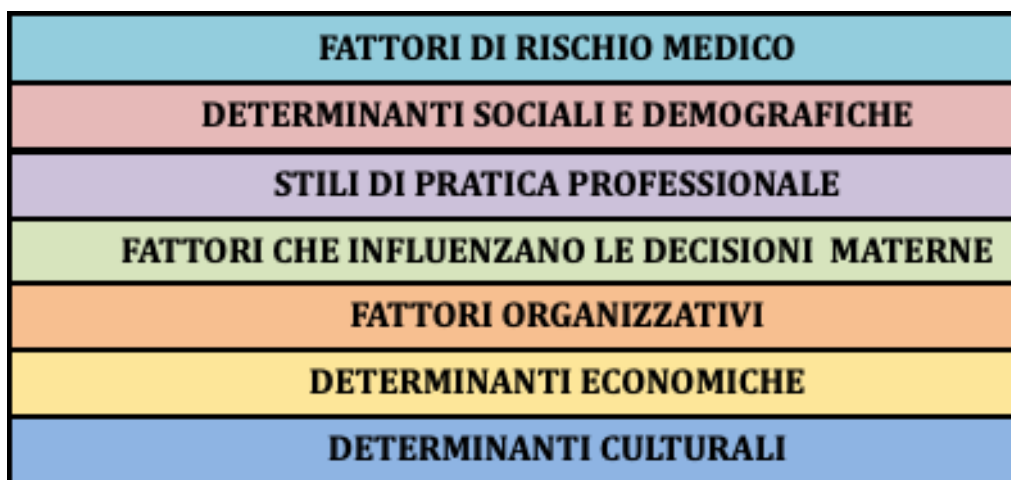 FATTORI DI RISCHIO MEDICO
DETERMINANTI SOCIALI E DEMOGRAFICHE
STILI DI PRATICA PROFESSIONALE
FATTORI CHE INFLUENZANO LE DECISIONI MATERNE
FATTORI ORGANIZZATIVI
DETERMINANTI ECONOMICHE
DETERMINANTI CULTURALI